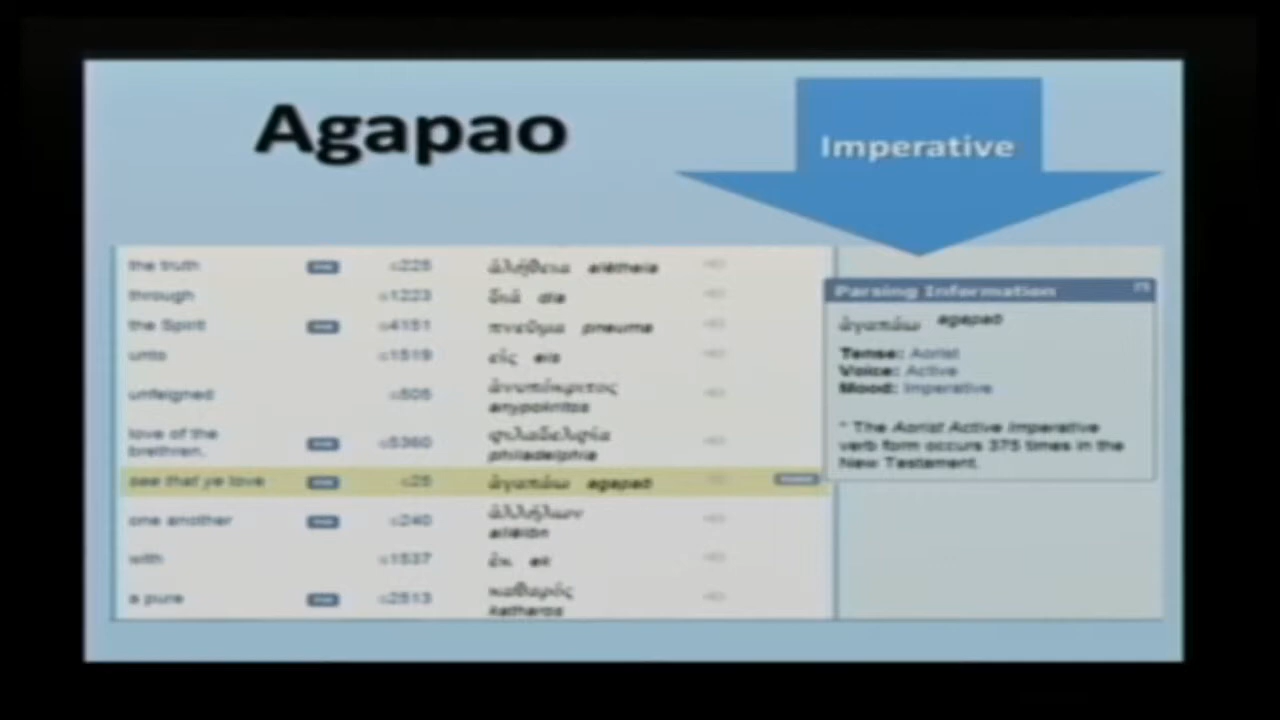 Agapao
Imperative
the truth G225 ἀλήθεια alētheia
through G1223 διά dia
the Spirit G4151 πνεῦμα pneuma
unto G1519 εἰς eis
unfeigned G505 ἀνυπόκριτος
anypokritos
love of the
brethren, G5360 φιλαδελφία
philadelphia
see that ye love G25 ἀγαπάω agapaō
one another G240 ἀλλήλων
allēlōn
with G1537 ἐκ ek
a pure G2513 καθαρός
katharos
Parsing Information
ἀγαπάω agapaō
Tense: Aorist
Voice: Active
Mood: Imperative
* The Aorist Active Imperative
verb form occurs 375 times in the
New Testament.